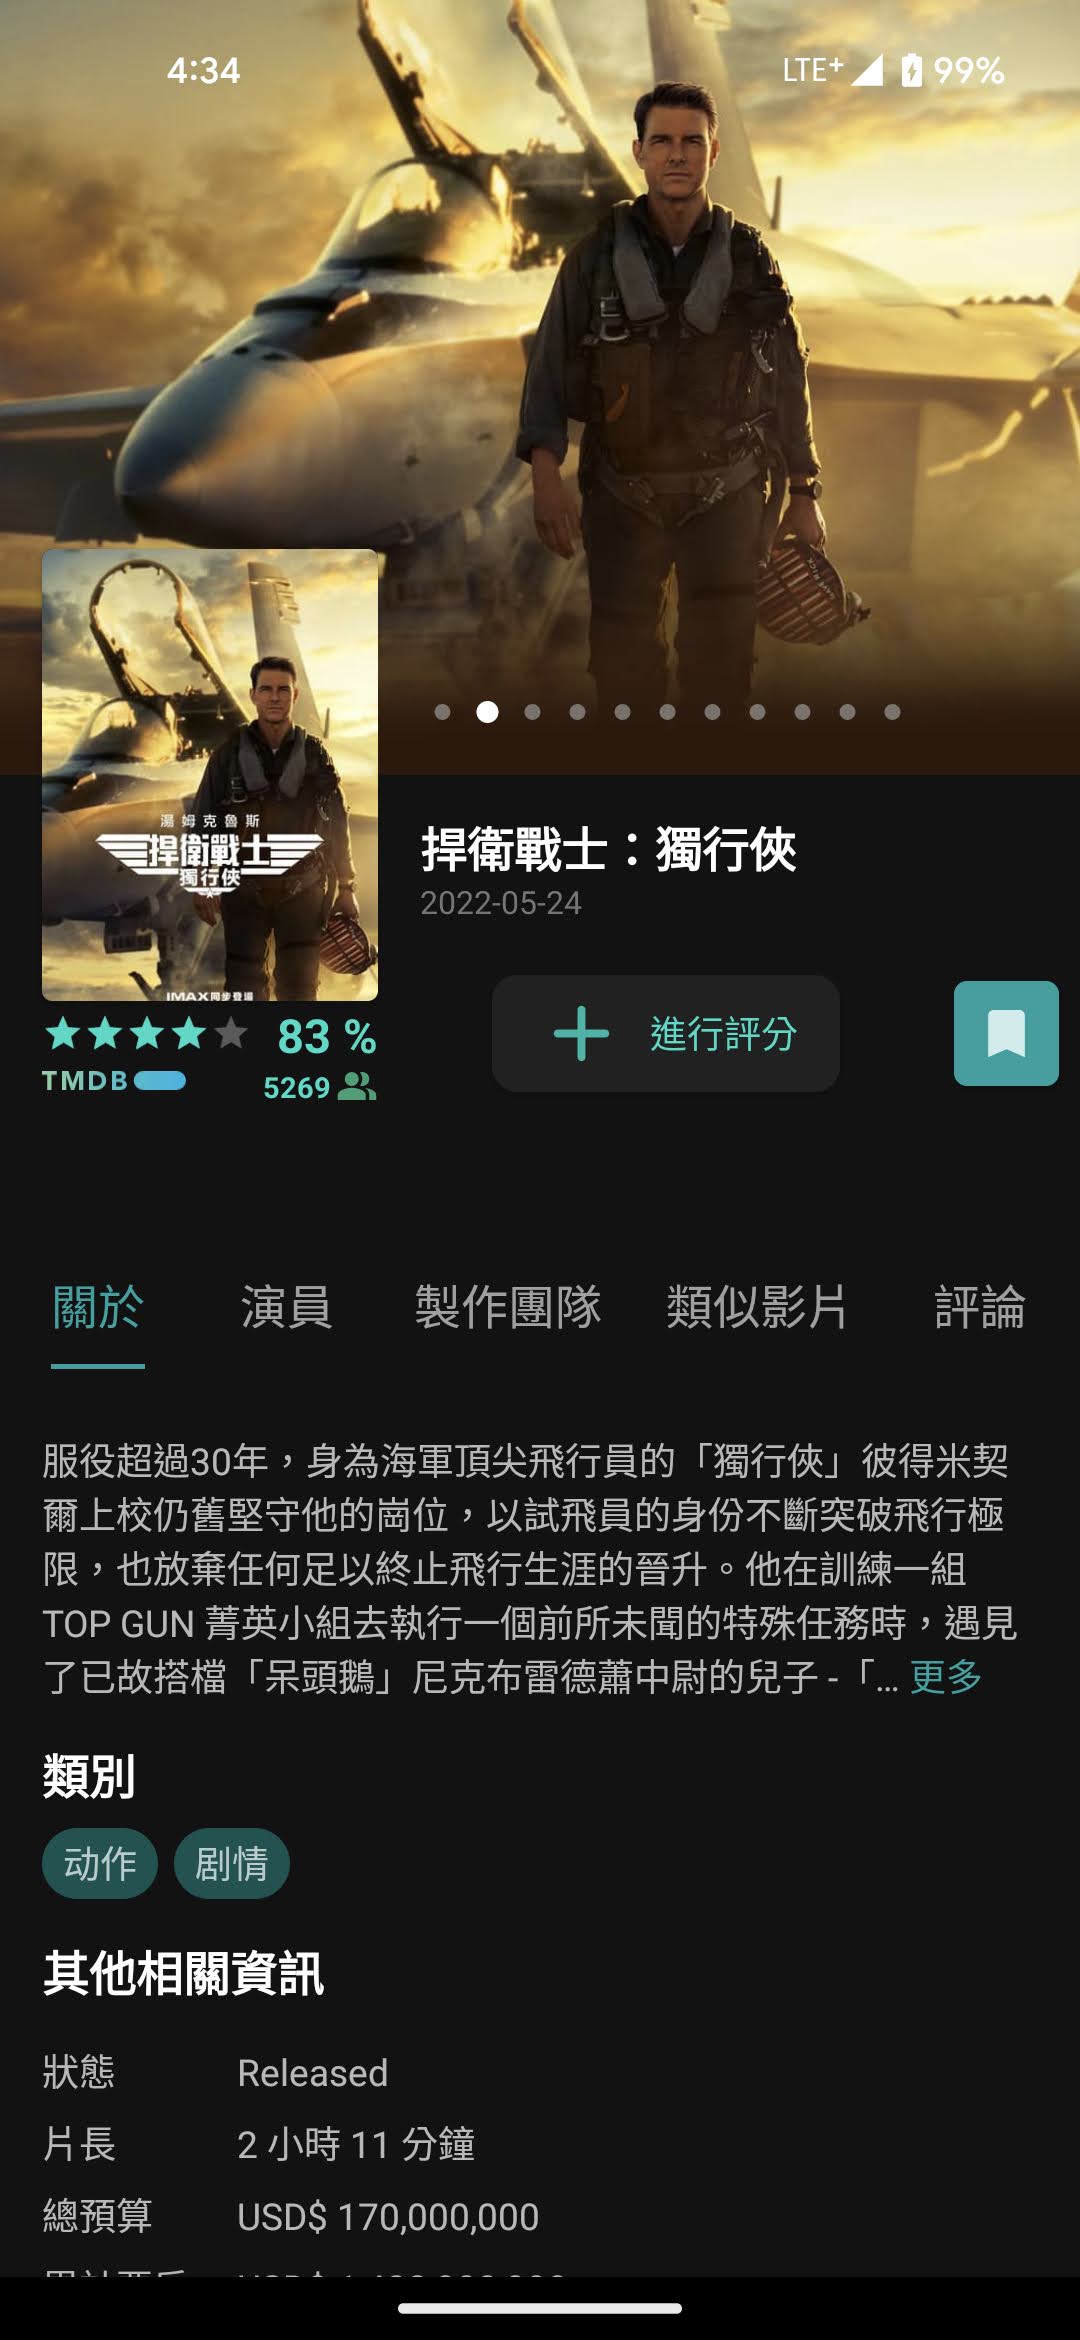 4:34
LTE+ 99%
湯姆克魯斯
捍衛戰士
獨行俠
IMAX同步登場
捍衛戰士：獨行俠
2022-05-24
83 %
TMDB
5269
進行評分
關於 演員 製作團隊 類似影片 評論
服役超過30年，身為海軍頂尖飛行員的「獨行俠」彼得米契
爾上校仍舊堅守他的崗位，以試飛員的身份不斷突破飛行極
限，也放棄任何足以終止飛行生涯的晉升。他在訓練一組
TOP GUN 菁英小組去執行一個前所未聞的特殊任務時，遇見
了已故搭檔「呆頭鵝」尼克布雷德蕭中尉的兒子 -「... 更多
類別
动作 剧情
其他相關資訊
狀態 Released
片長 2 小時 11 分鐘
總預算 USD$ 170,000,000